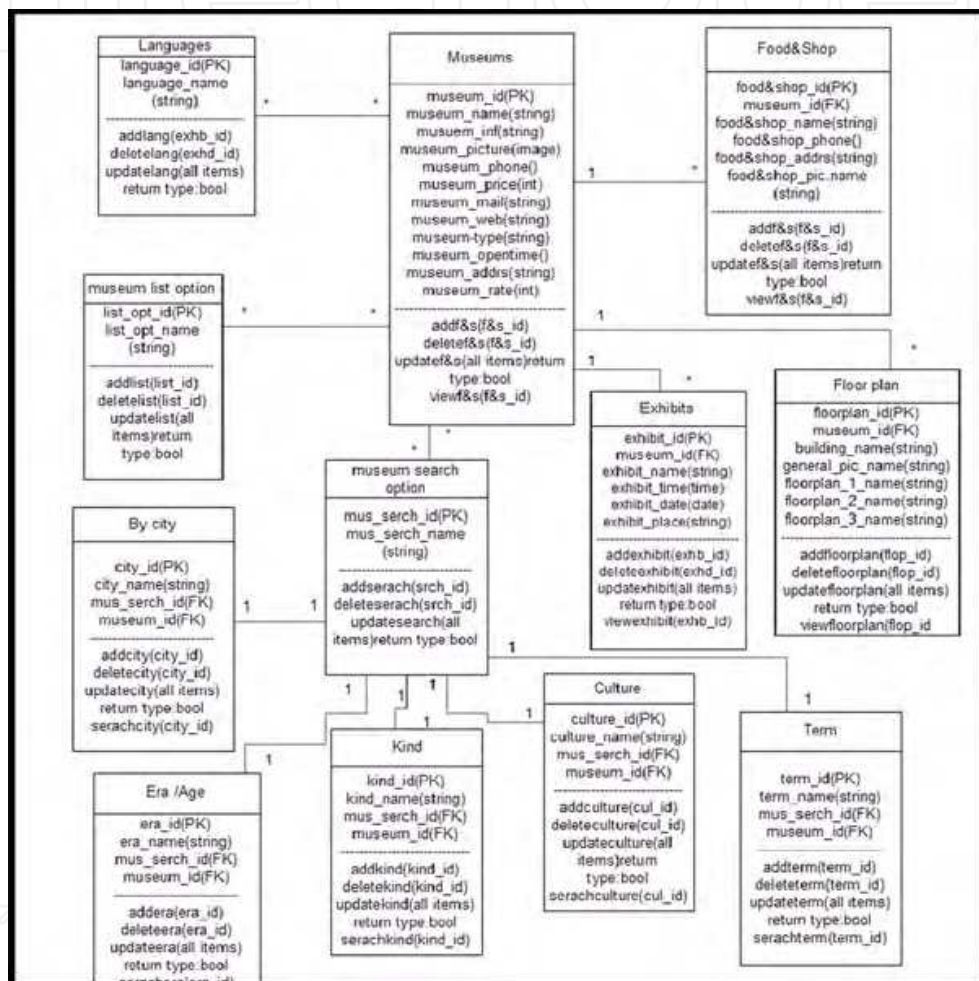 Languages
language_id(PK)
language_name
(string)
addlang(exhb_id)
deletelang(exhd_id)
updatelang(all items)
return type:bool
*
*
Museums
museum_id(PK)
museum_name(string)
musuem_inf(string)
museum_picture(image)
museum_phone()
museum_price(int)
museum_mail(string)
museum_web(string)
museum-type(string)
museum_opentime()
museum_addrs(string)
museum_rate(int)
addf&s(f&s_id)
deletef&s(f&s_id)
updatef&s(all items)return
type:bool
viewf&s(f&s_id)
1
*
Food&Shop
food&shop_id(PK)
museum_id(FK)
food&shop_name(string)
food&shop_phone()
food&shop_addrs(string)
food&shop_pic.name
(string)
addf&s(f&s_id)
deletef&s(f&s_id)
updatef&s(all items)return
type:bool
viewf&s(f&s_id)
museum list option
list_opt_id(PK)
list_opt_name
(string)
addlist(list_id)
deletelist(list_id)
updatelist(all
items)return
type:bool
*
*
1
*
1
*
Exhibits
exhibit_id(PK)
museum_id(FK)
exhibit_name(string)
exhibit_time(time)
exhibit_date(date)
exhibit_place(string)
addexhibit(exhb_id)
deleteexhibit(exhd_id)
updatexhibit(all items)
return type:bool
viewexhibit(exhb_id)
Floor plan
floorplan_id(PK)
museum_id(FK)
building_name(string)
general_pic_name(string)
floorplan_1_name(string)
floorplan_2_name(string)
floorplan_3_name(string)
addfloorplan(flop_id)
deletefloorplan(flop_id)
updatefloorplan(all items)
return type:bool
viewfloorplan(flop_id
*
*
museum search
option
mus_serch_id(PK)
mus_serch_name
(string)
addserach(srch_id)
deleteserach(srch_id)
updatesearch(all
items)return type:bool
By city
city_id(PK)
city_name(string)
mus_serch_id(FK)
museum_id(FK)
addcity(city_id)
deletecity(city_id)
updatecity(all items)
return type:bool
serachcity(city_id)
1
1
1
1
1
1
1
1
1
1
Era /Age
era_id(PK)
era_name(string)
mus_serch_id(FK)
museum_id(FK)
addera(era_id)
deleteera(era_id)
updateera(all items)
return type:bool
Kind
kind_id(PK)
kind_name(string)
mus_serch_id(FK)
museum_id(FK)
addkind(kind_id)
deletekind(kind_id)
updatekind(all items)
return type:bool
serachkind(kind_id)
Culture
culture_id(PK)
culture_name(string)
mus_serch_id(FK)
museum_id(FK)
addculture(cul_id)
deleteculture(cul_id)
updateculture(all
items)return
type:bool
serachculture(cul_id)
Term
term_id(PK)
term_name(string)
mus_serch_id(FK)
museum_id(FK)
addterm(term_id)
deleteterm(term_id)
updateterm(all items)
return type:bool
serachterm(term_id)